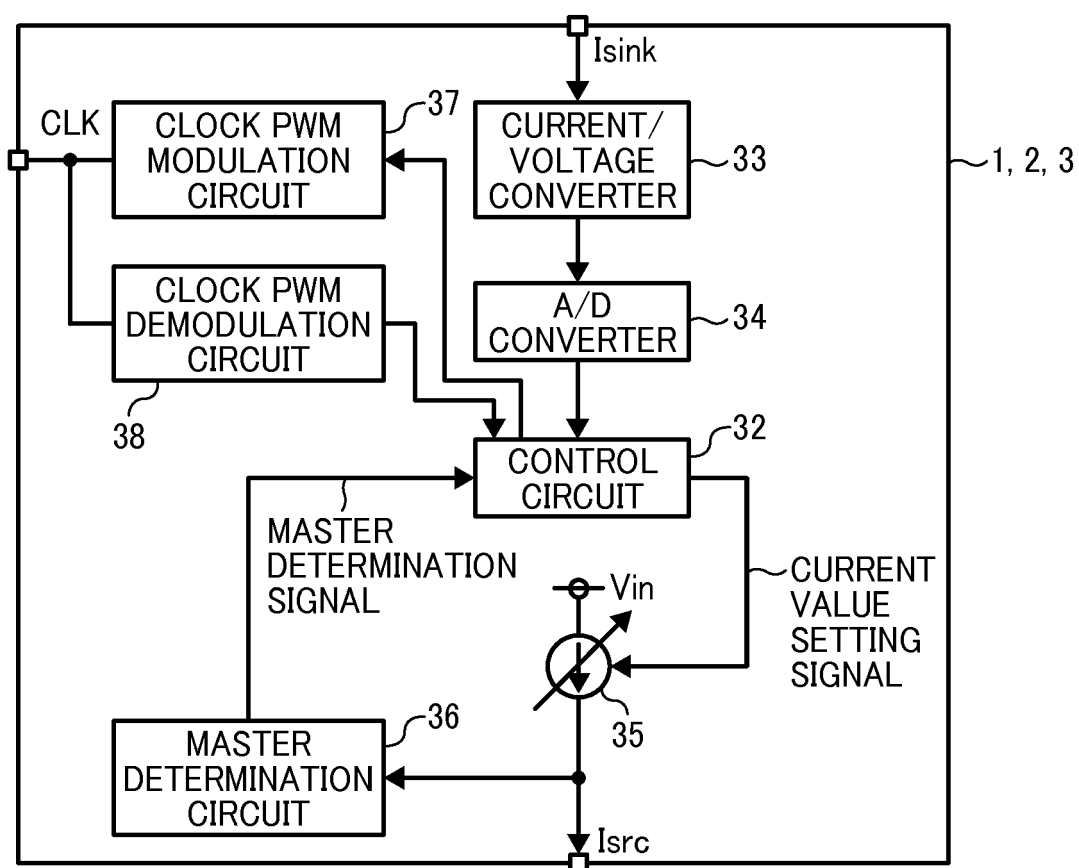 Isink
37
CLK
CLOCK PWM
MODULATION
CIRCUIT
CURRENT/
VOLTAGE
CONVERTER
33
1, 2, 3
CLOCK PWM
DEMODULATION
CIRCUIT
38
A/D
CONVERTER
34
32
CONTROL
CIRCUIT
MASTER
DETERMINATION
SIGNAL
Vin
CURRENT
VALUE
SETTING
SIGNAL
35
36
MASTER
DETERMINATION
CIRCUIT
Isrc